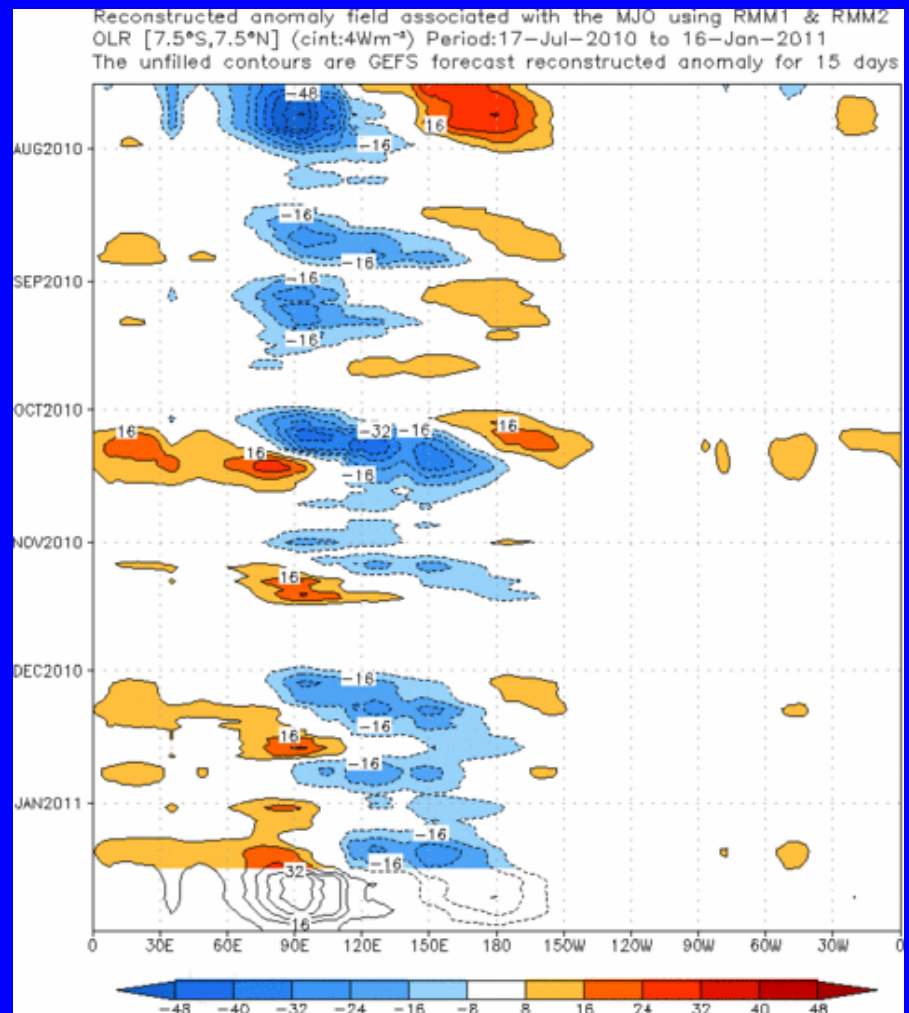 Reconstructed anomaly field associated with the MJO using RMM1 & RMM2
OLR [7.5°S,7.5°N] (cint:4Wm⁻²) Period:17-Jul-2010 to 16-Jan-2011
The unfilled contours are GEFS forecast reconstructed anomaly for 15 days
-48
16
-16
AUG2010
-16
-16
SEP2010
-16
-16
OCT2010
16
-32
-16
16
16
-16
NOV2010
16
DEC2010
-16
-16
16
-16
JAN2011
-16
-16
32
16
0 30E 60E 90E 120E 150E 180 150W 120W 90W 60W 30W 0
-48 -40 -32 -24 -16 -8 8 16 24 32 40 48